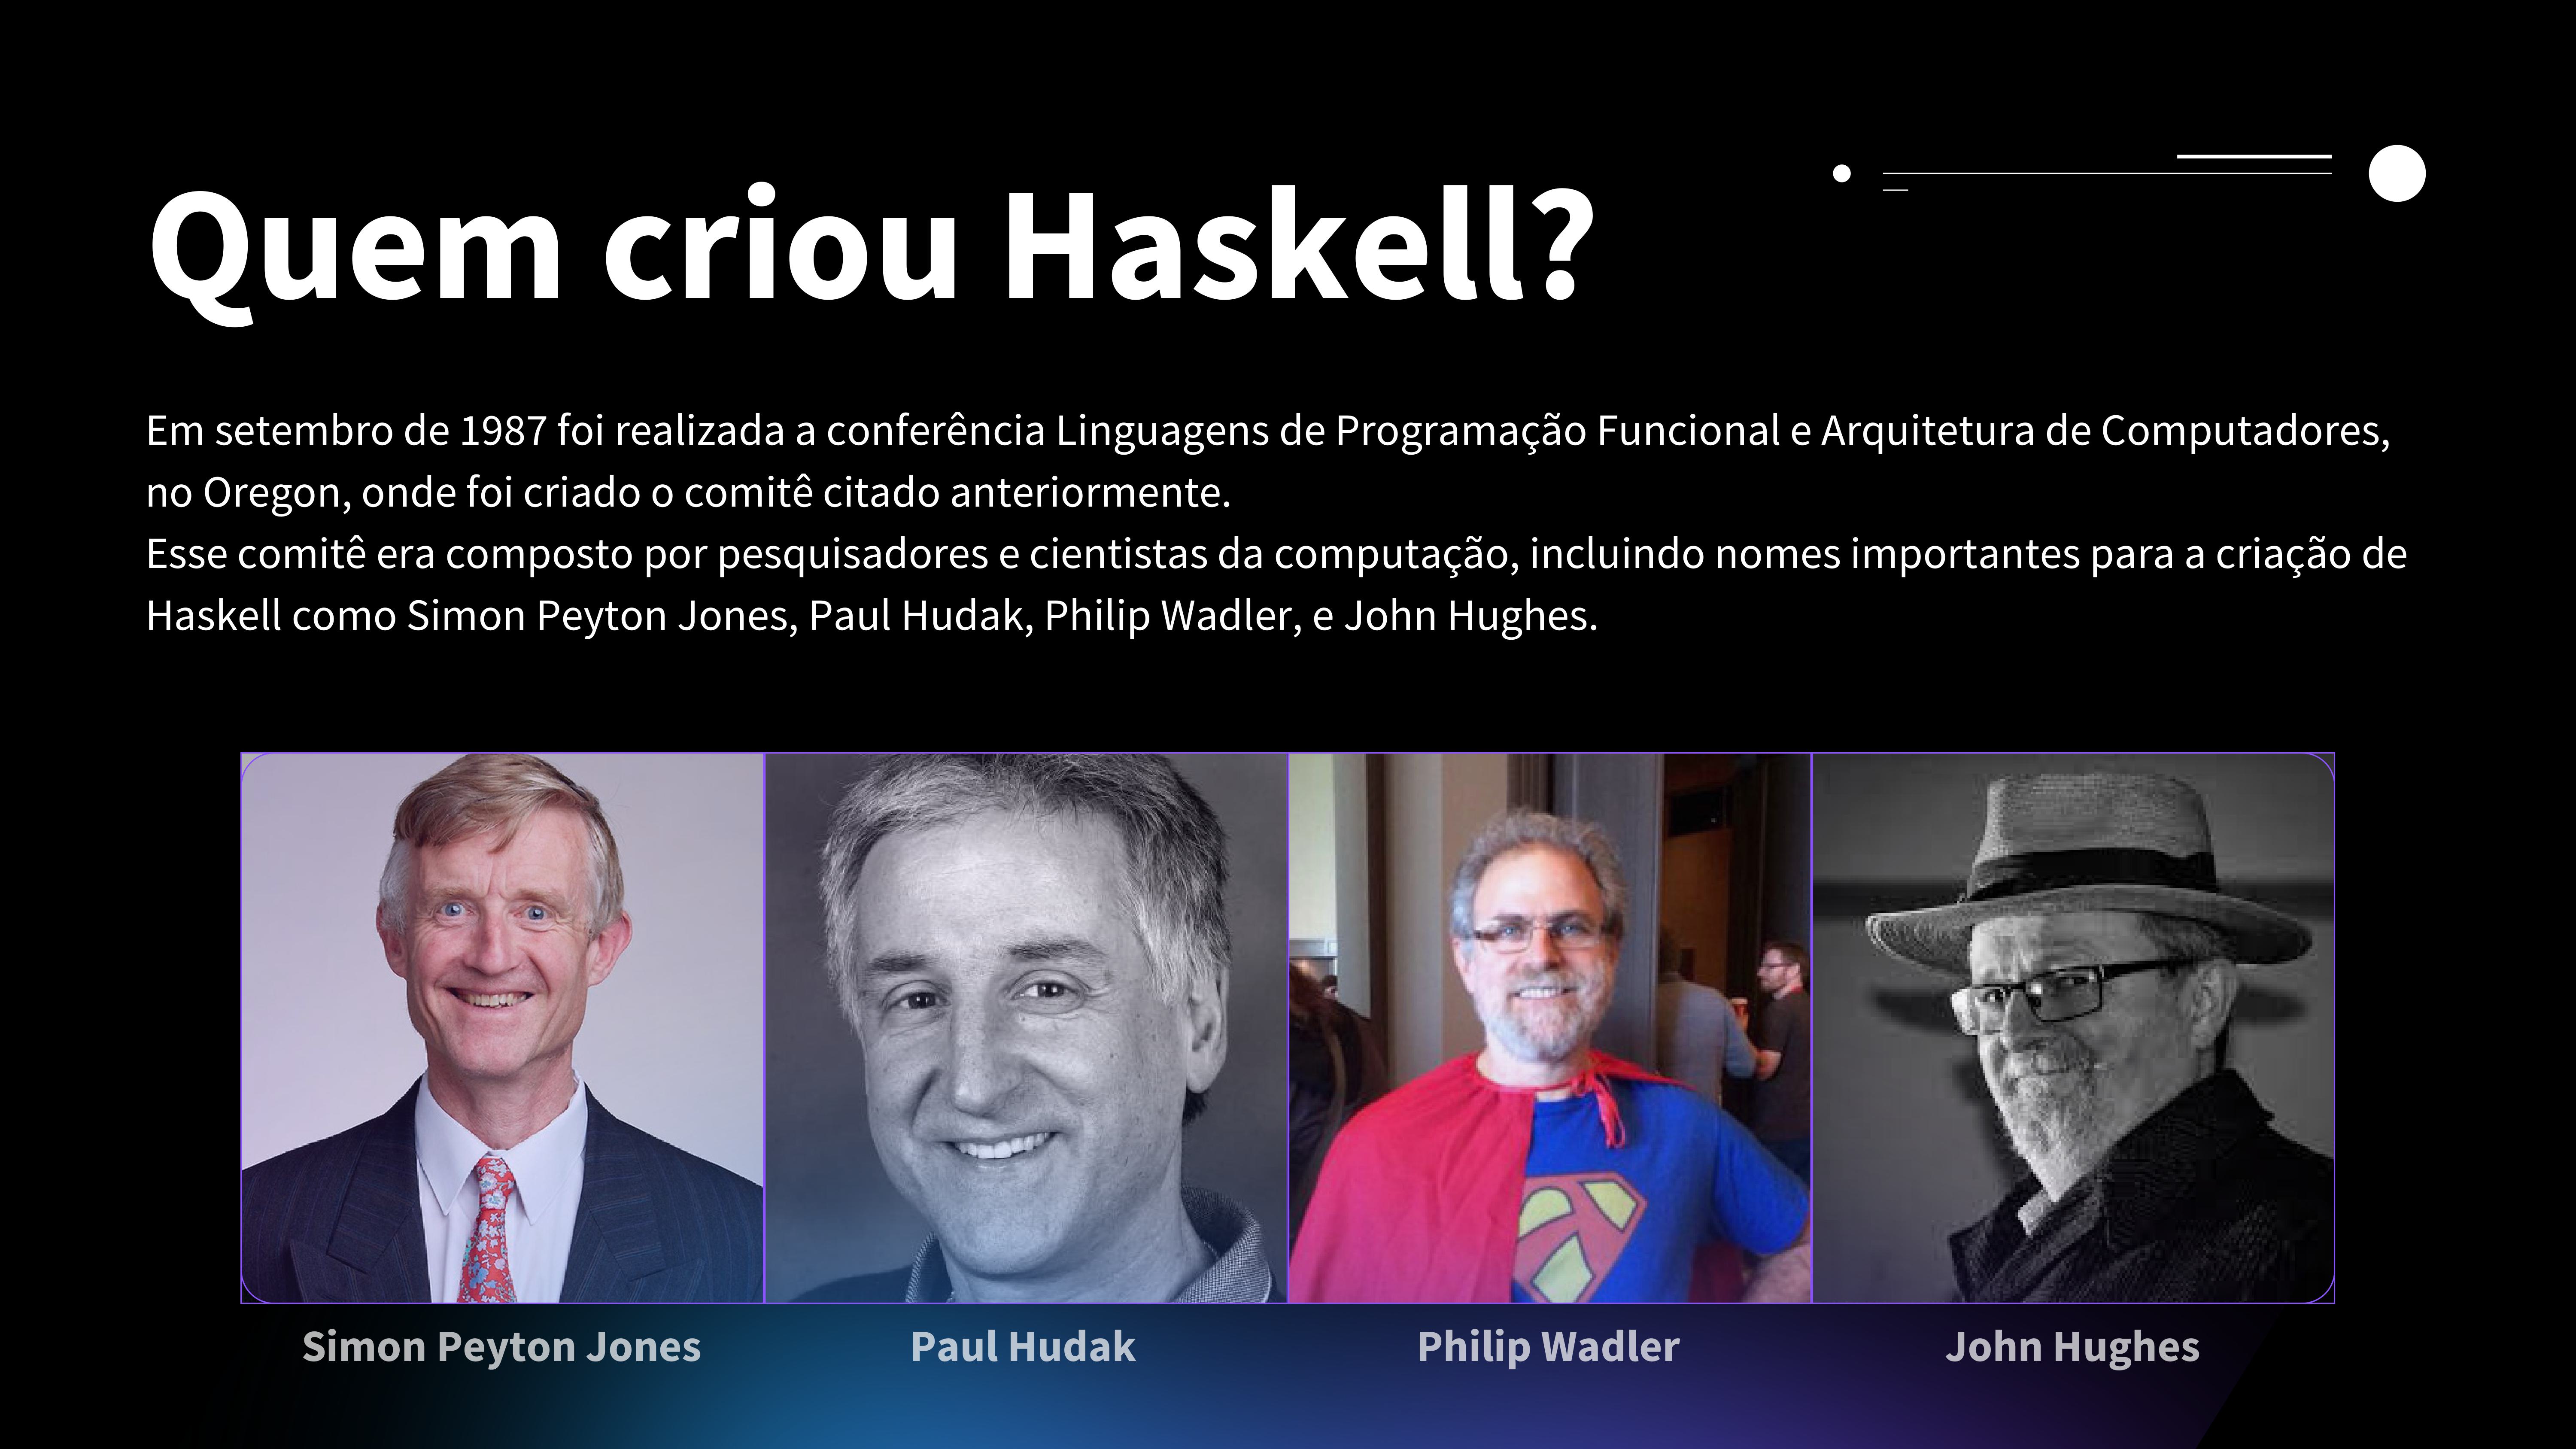 Quem criou Haskell?
Em setembro de 1987 foi realizada a conferência Linguagens de Programação Funcional e Arquitetura de Computadores,
no Oregon, onde foi criado o comitê citado anteriormente.
Esse comitê era composto por pesquisadores e cientistas da computação, incluindo nomes importantes para a criação de
Haskell como Simon Peyton Jones, Paul Hudak, Philip Wadler, e John Hughes.
Simon Peyton Jones
Paul Hudak
Philip Wadler
John Hughes